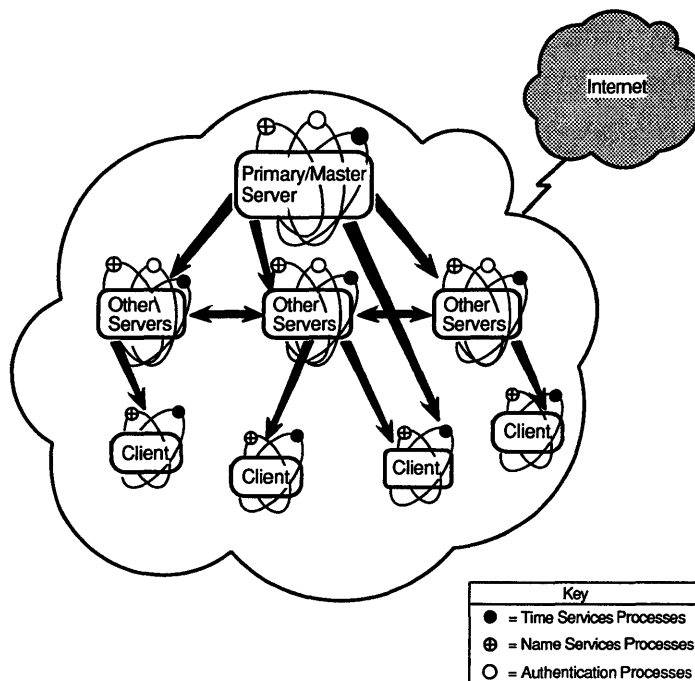 Internet
Primary/Master
Server
Other
Servers
Other
Servers
Other
Servers
Client
Client
Client
Client
Key
= Time Services Processes
= Name Services Processes
= Authentication Processes